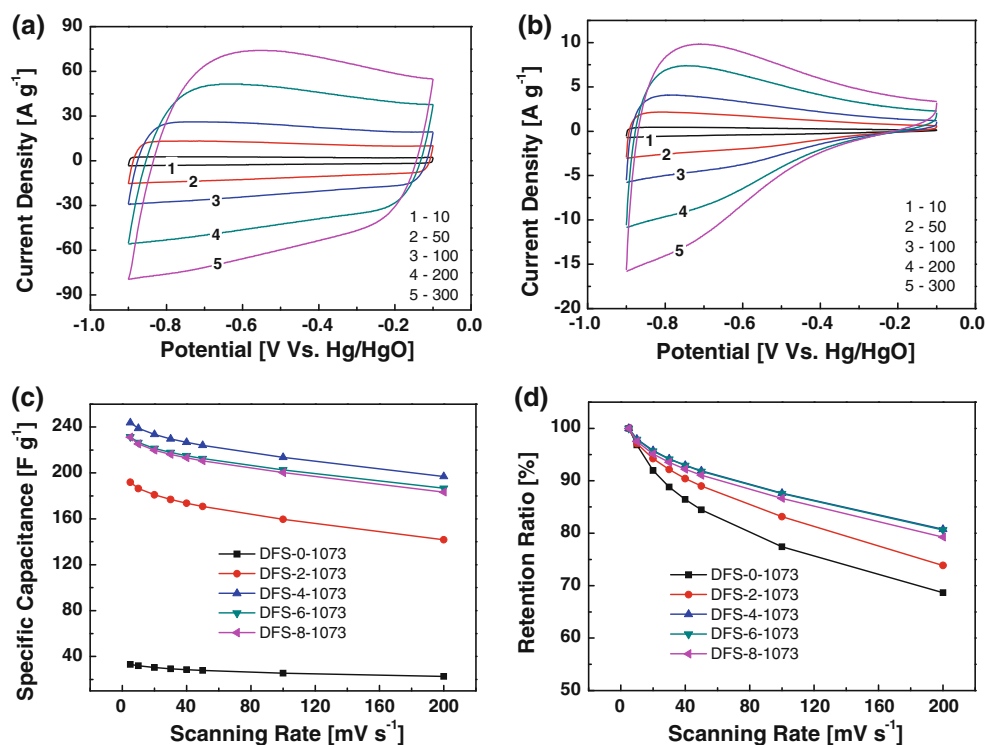 (a)
90
60
30
0
-30
-60
-90
Current Density [A g⁻¹]
1
2
3
4
5
1 - 10
2 - 50
3 - 100
4 - 200
5 - 300
-1.0 -0.8 -0.6 -0.4 -0.2 0.0
Potential [V Vs. Hg/HgO]
(b)
10
5
0
-5
-10
-15
-20
Current Density [A g⁻¹]
1
2
3
4
5
1 - 10
2 - 50
3 - 100
4 - 200
5 - 300
-1.0 -0.8 -0.6 -0.4 -0.2 0.0
Potential [V Vs. Hg/HgO]
(c)
240
200
160
120
80
40
Specific Capacitance [F g⁻¹]
DFS-0-1073
DFS-2-1073
DFS-4-1073
DFS-6-1073
DFS-8-1073
0 40 80 120 160 200
Scanning Rate [mV s⁻¹]
(d)
100
90
80
70
60
50
Retention Ratio [%]
DFS-0-1073
DFS-2-1073
DFS-4-1073
DFS-6-1073
DFS-8-1073
0 40 80 120 160 200
Scanning Rate [mV s⁻¹]